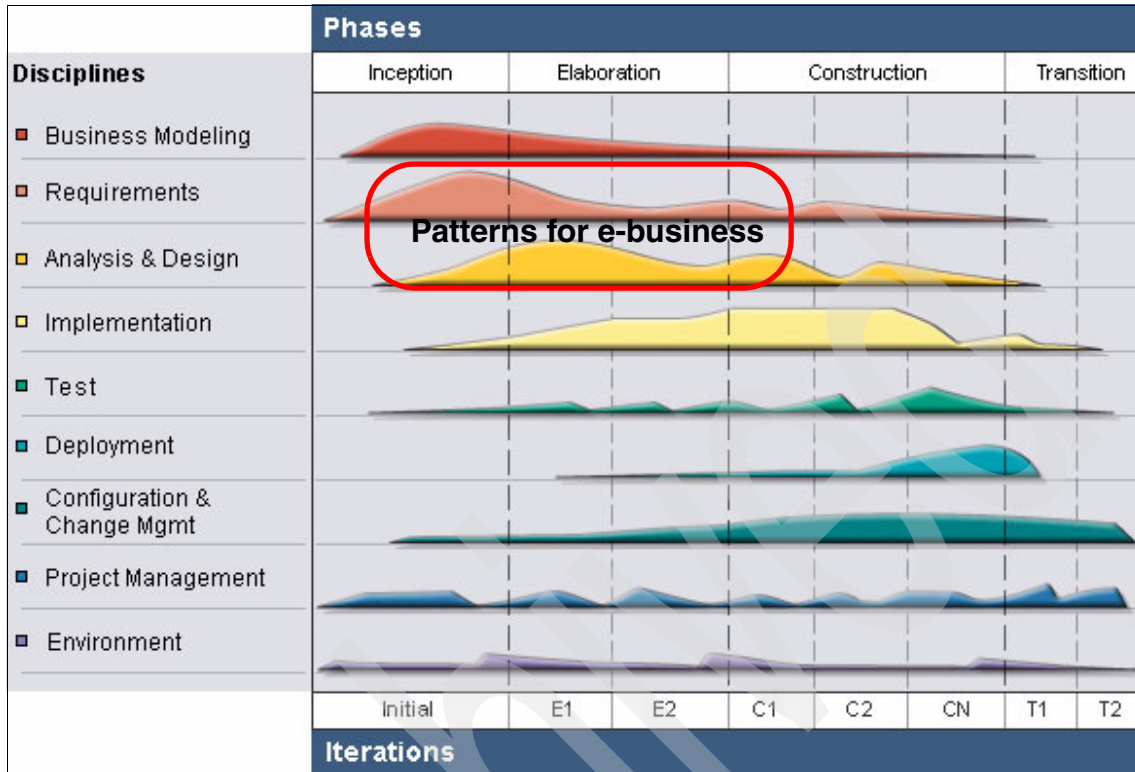 Phases
Disciplines
Inception
Elaboration
Construction
Transition
Business Modeling
Requirements
Patterns for e-business
Analysis & Design
Implementation
Test
Deployment
Configuration &
Change Mgmt
Project Management
Environment
Initial
E1
E2
C1
C2
CN
T1
T2
Iterations